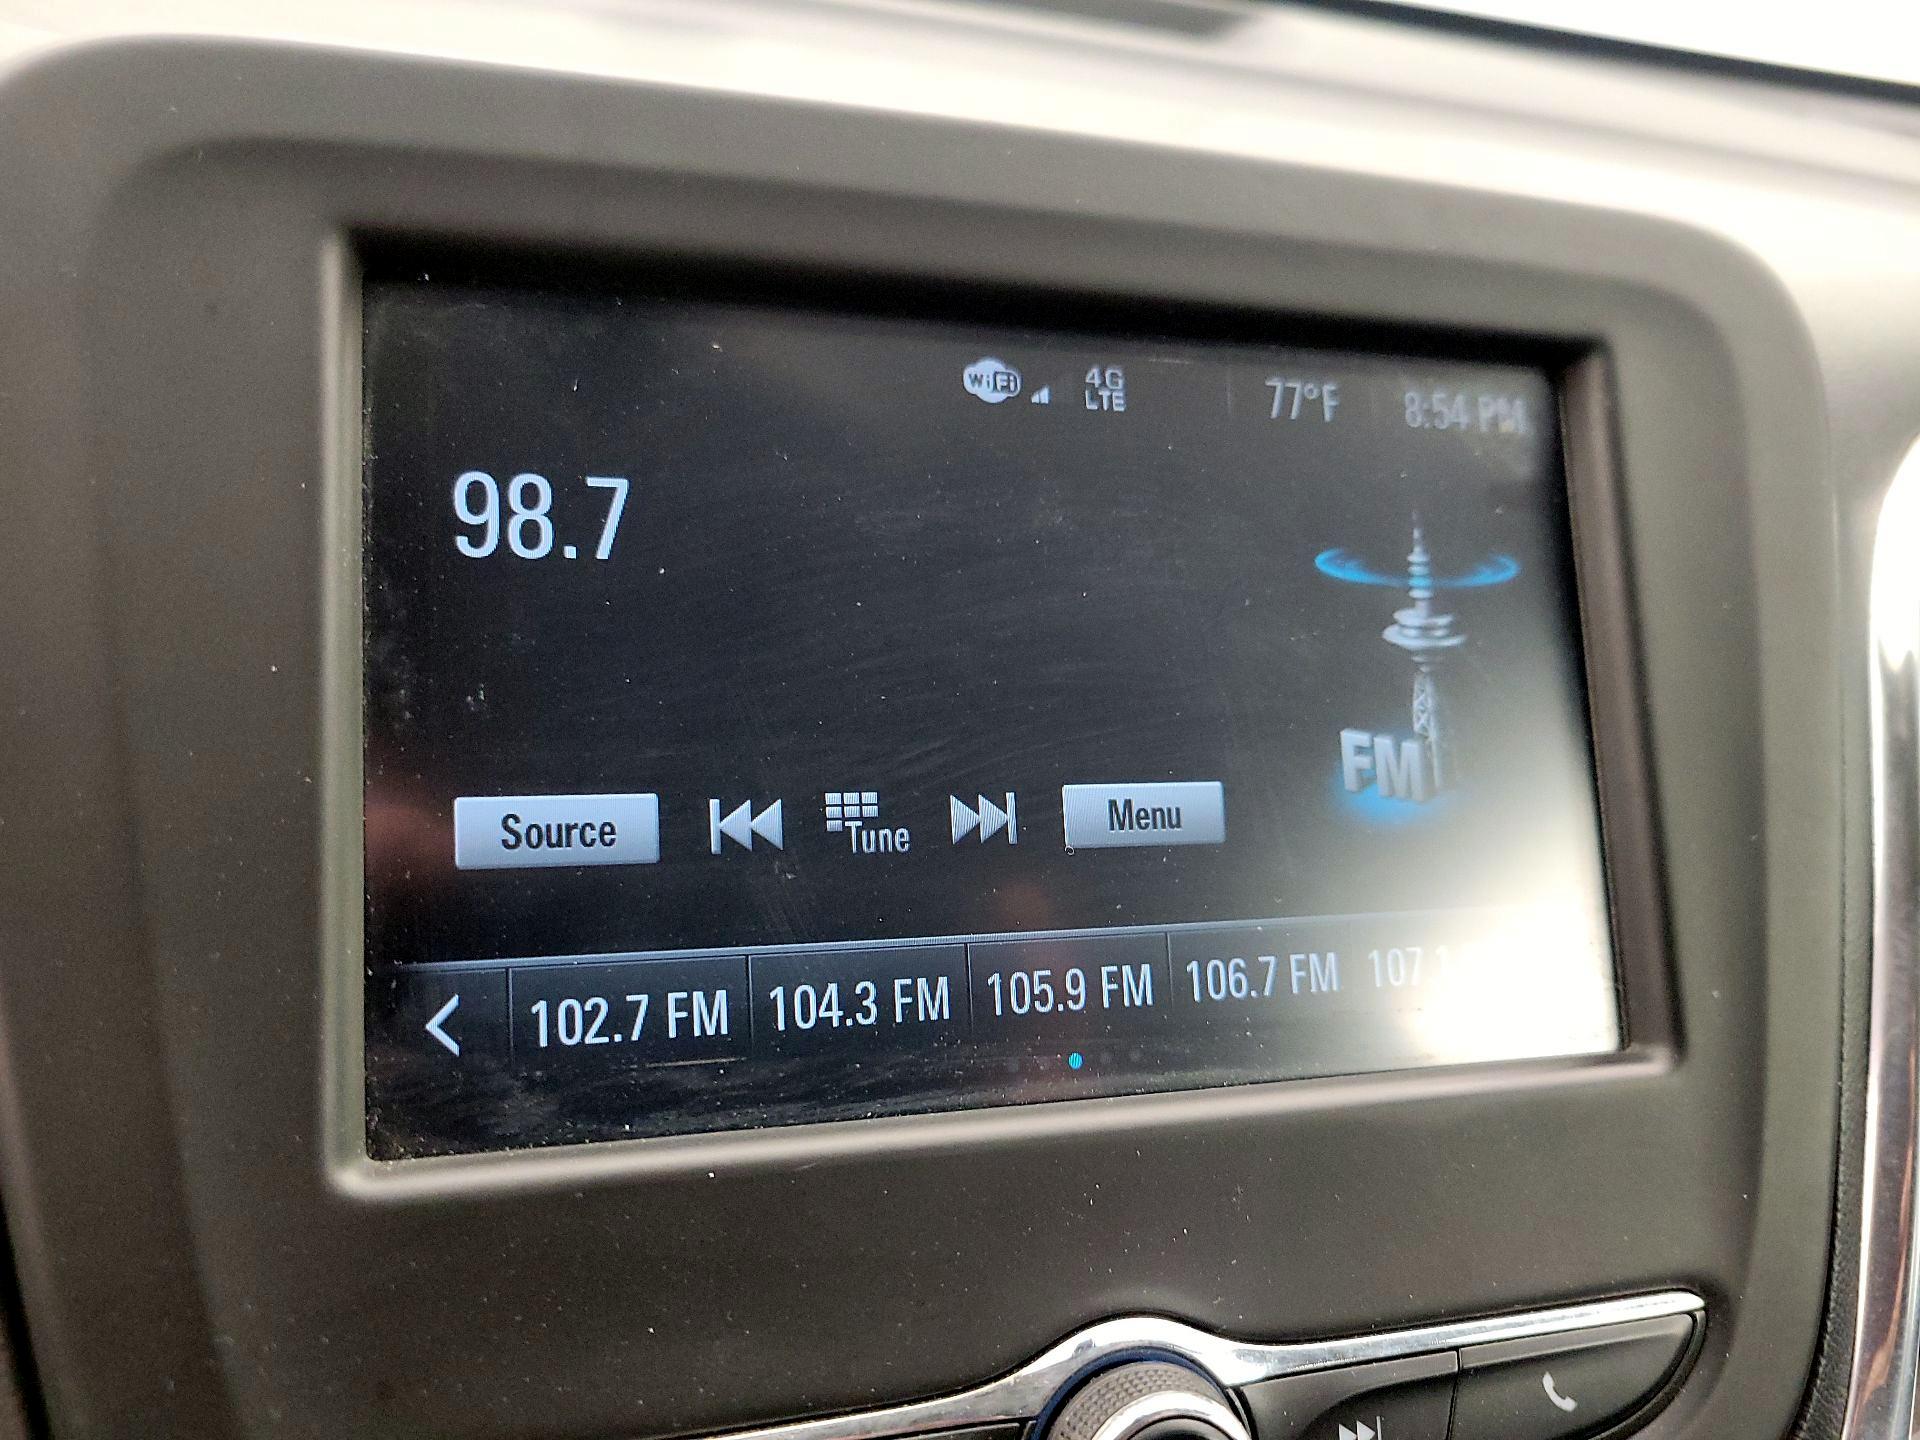 WiFi 4G LTE 77°F 8:54 PM
98.7
FM
Source Tune Menu
102.7 FM 104.3 FM 105.9 FM 106.7 FM